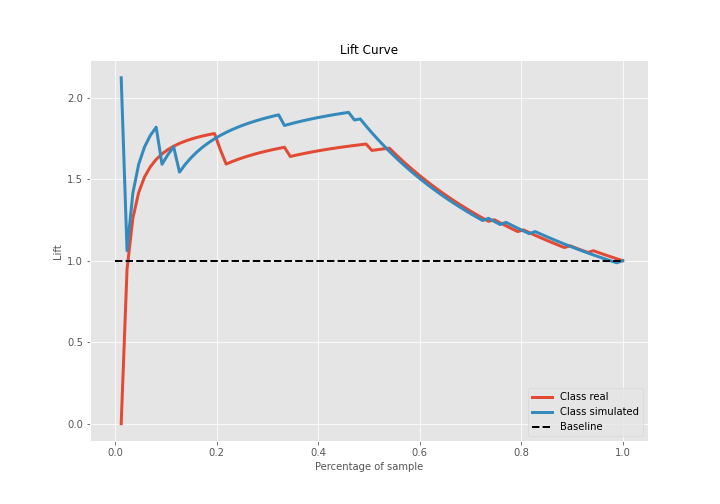 Lift Curve
2.0
1.5
1.0
0.5
0.0
Lift
0.0 0.2 0.4 0.6 0.8 1.0
Percentage of sample
Class real
Class simulated
Baseline